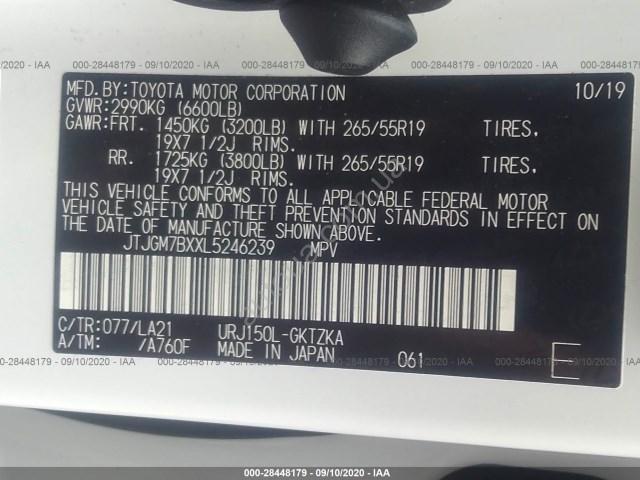 000-28448179 - 09/10/2020 - IAA
MFD.BY:TOYOTA MOTOR CORPORATION 10/19
GVWR:2990KG (6600LB)
GAWR:FRT. 1450KG (3200LB) WITH 265/55R19 TIRES,
19X7 1/2J RIMS.
RR. 1725KG (3800LB) WITH 265/55R19 TIRES,
19X7 1/2J RIMS.
THIS VEHICLE CONFORMS TO ALL APPLICABLE FEDERAL MOTOR
VEHICLE SAFETY AND THEFT PREVENTION STANDARDS IN EFFECT ON
THE DATE OF MANUFACTURE SHOWN ABOVE.
JTJGM7BXXL5246239 MPV
C/TR:077/LA21 URJ150L-GKTZKA
A/TM: /A760F MADE IN JAPAN 061 E
000-28448179 - 09/10/2020 - IAA